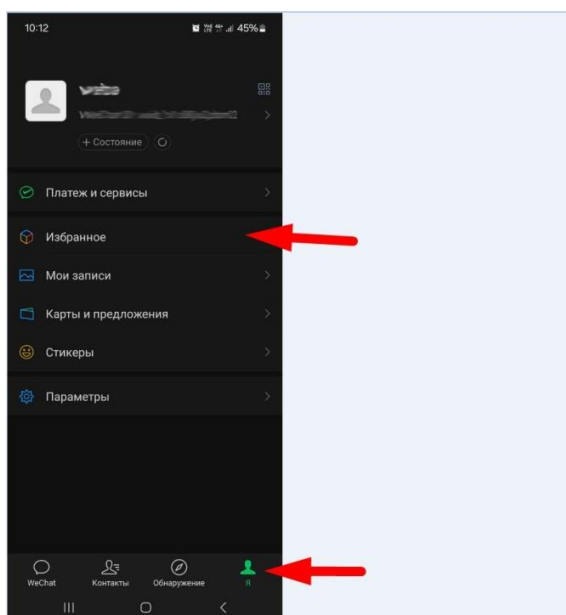 10:12
45%
+ Состояние
Платеж и сервисы
Избранное
Мои записи
Карты и предложения
Стикеры
Параметры
WeChat Контакты Обнаружение Я